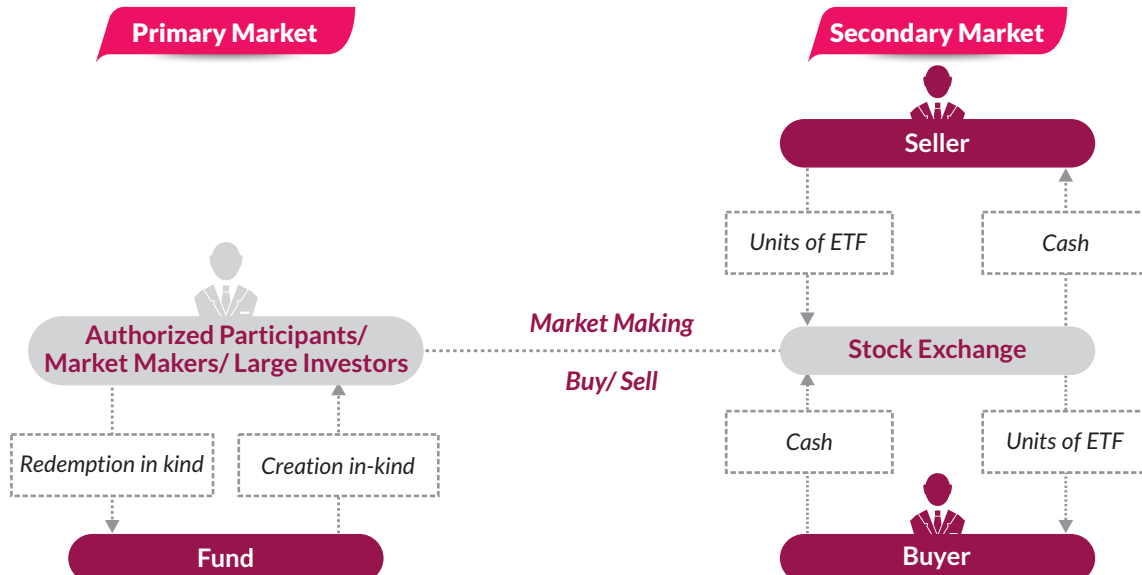 Primary Market
Secondary Market
Seller
Units of ETF
Cash
Authorized Participants/
Market Makers/ Large Investors
Market Making
Buy/ Sell
Stock Exchange
Redemption in kind
Creation in-kind
Cash
Units of ETF
Fund
Buyer